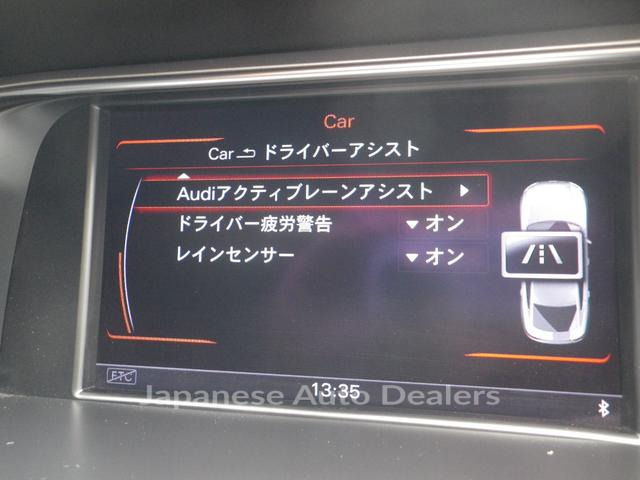 Car
Car ドライバーアシスト
Audiアクティブレーンアシスト
ドライバー疲労警告 オン
レインセンサー オン
ETC
13:35
Japanese Auto Dealers